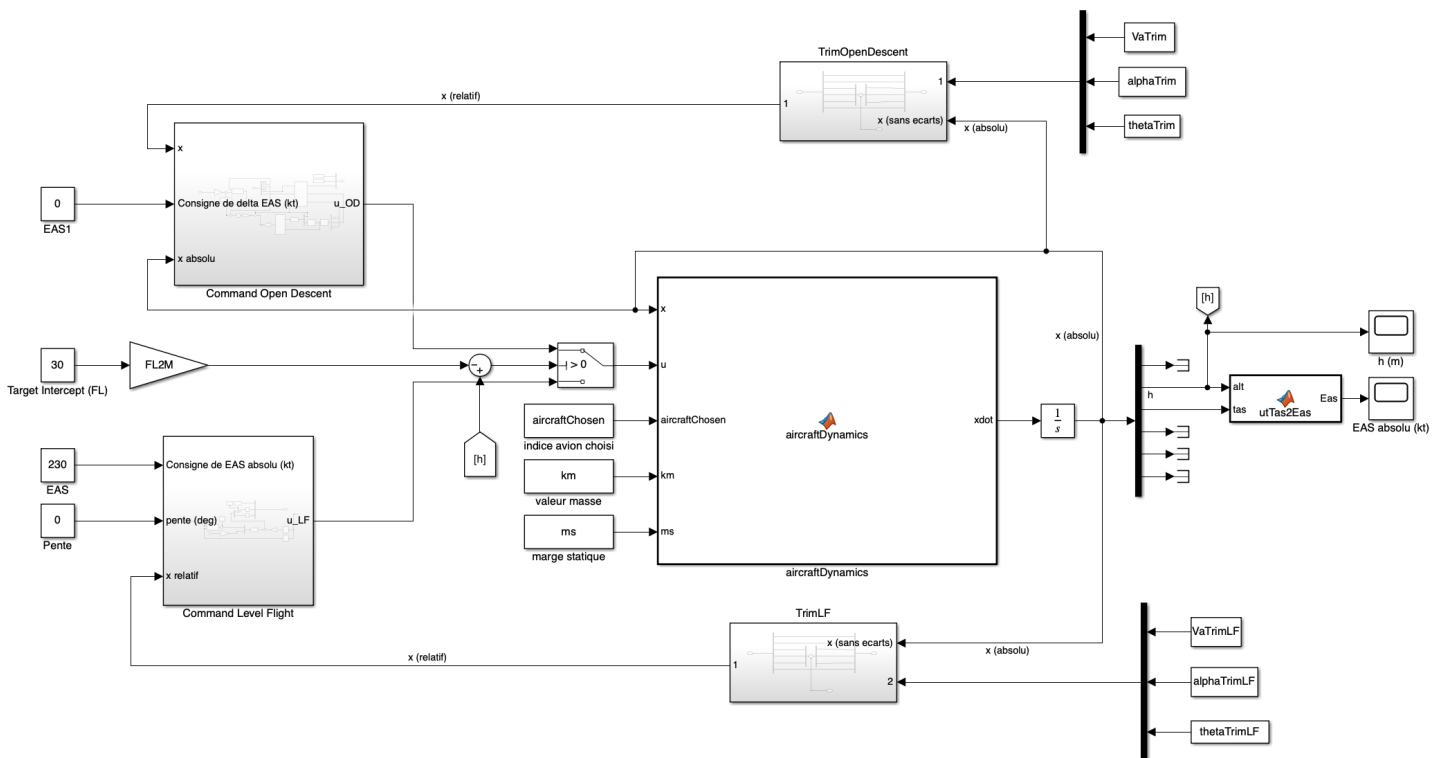 VaTrim
TrimOpenDescent
1
alphaTrim
x (relatif)
1
x (sans ecarts)
x (absolu)
thetaTrim
x
0
Consigne de delta EAS (kt)
u_OD
EAS1
x absolu
Command Open Descent
[h]
x
x (absolu)
h (m)
30
FL2M
-
+
> 0
u
Target Intercept (FL)
h
alt
tas
Eas
utTas2Eas
EAS absolu (kt)
aircraftChosen
aircraftChosen
indice avion choisi
aircraftDynamics
xdot
1
s
[h]
230
Consigne de EAS absolu (kt)
EAS
km
km
valeur masse
0
pente (deg)
u_LF
Pente
ms
ms
marge statique
x relatif
aircraftDynamics
Command Level Flight
TrimLF
VaTrimLF
x (sans ecarts)
x (absolu)
x (relatif)
1
2
alphaTrimLF
thetaTrimLF